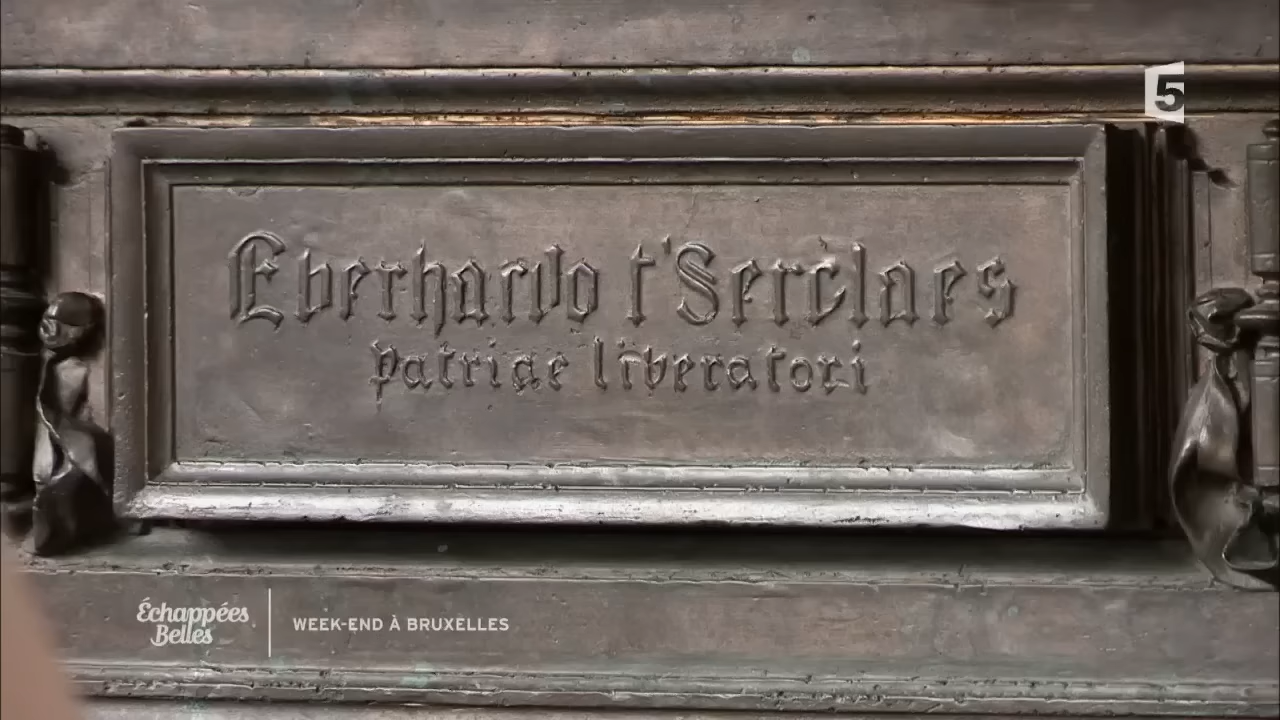 5
Eberhardo t'Serclaes
patriae liberatori
Échappées
Belles
WEEK-END À BRUXELLES